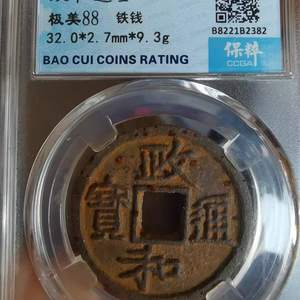 极美88 铁钱
32.0*2.7mm*9.3g
BAO CUI COINS RATING
B8221B2382
保粹
CCGA
政和通寶